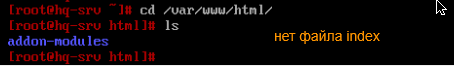 [root@hq-srv ~]# cd /var/www/html/
[root@hq-srv html]# ls
addon-modules
нет файла index
[root@hq-srv html]#